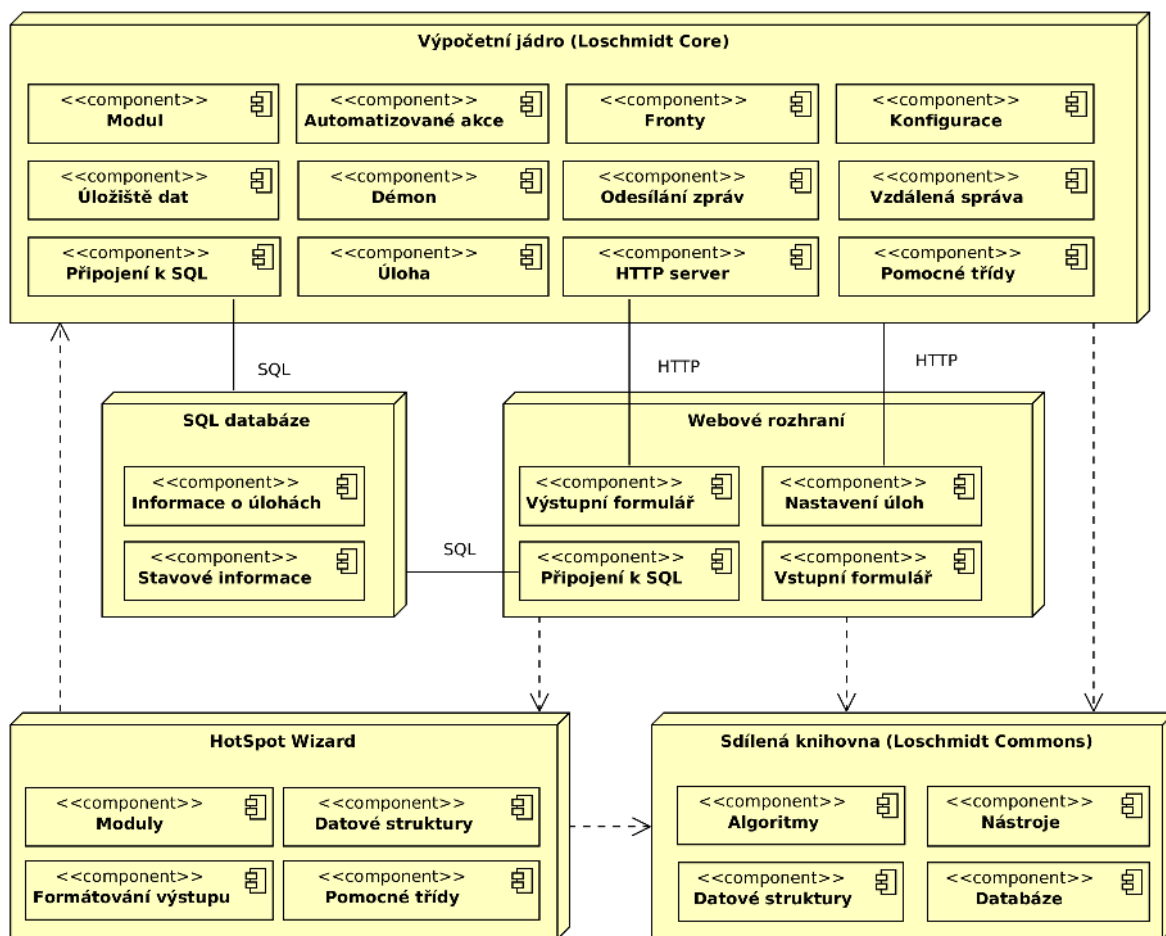 Výpočetní jádro (Loschmidt Core)
<<component>>
Modul
<<component>>
Automatizované akce
<<component>>
Fronty
<<component>>
Konfigurace
<<component>>
Úložiště dat
<<component>>
Démon
<<component>>
Odesílání zpráv
<<component>>
Vzdálená správa
<<component>>
Připojení k SQL
<<component>>
Úloha
<<component>>
HTTP server
<<component>>
Pomocné třídy
SQL
HTTP
HTTP
SQL databáze
<<component>>
Informace o úlohách
<<component>>
Stavové informace
SQL
Webové rozhraní
<<component>>
Výstupní formulář
<<component>>
Nastavení úloh
<<component>>
Připojení k SQL
<<component>>
Vstupní formulář
HotSpot Wizard
<<component>>
Moduly
<<component>>
Datové struktury
<<component>>
Formátování výstupu
<<component>>
Pomocné třídy
Sdílená knihovna (Loschmidt Commons)
<<component>>
Algoritmy
<<component>>
Nástroje
<<component>>
Datové struktury
<<component>>
Databáze